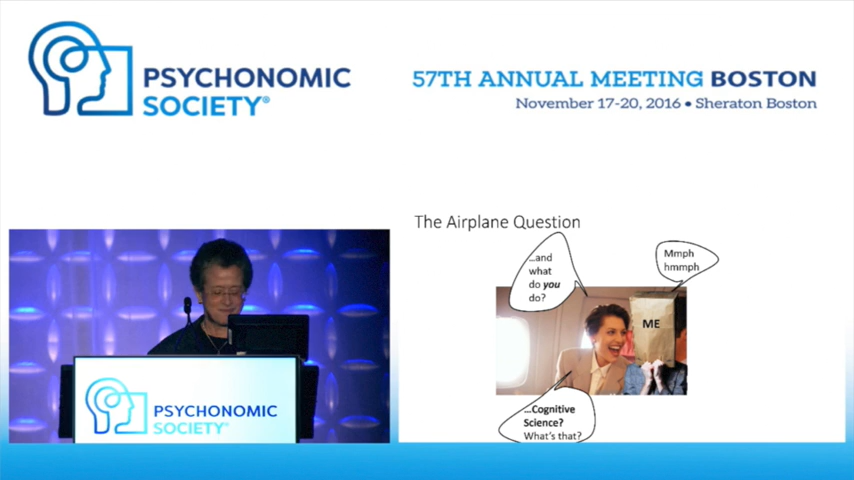 PSYCHONOMIC
SOCIETY®
57TH ANNUAL MEETING BOSTON
November 17-20, 2016 • Sheraton Boston
The Airplane Question
...and
what
do you
do?
Mmph
hmmph
ME
...Cognitive
Science?
What's that?
PSYCHONOMIC
SOCIETY®